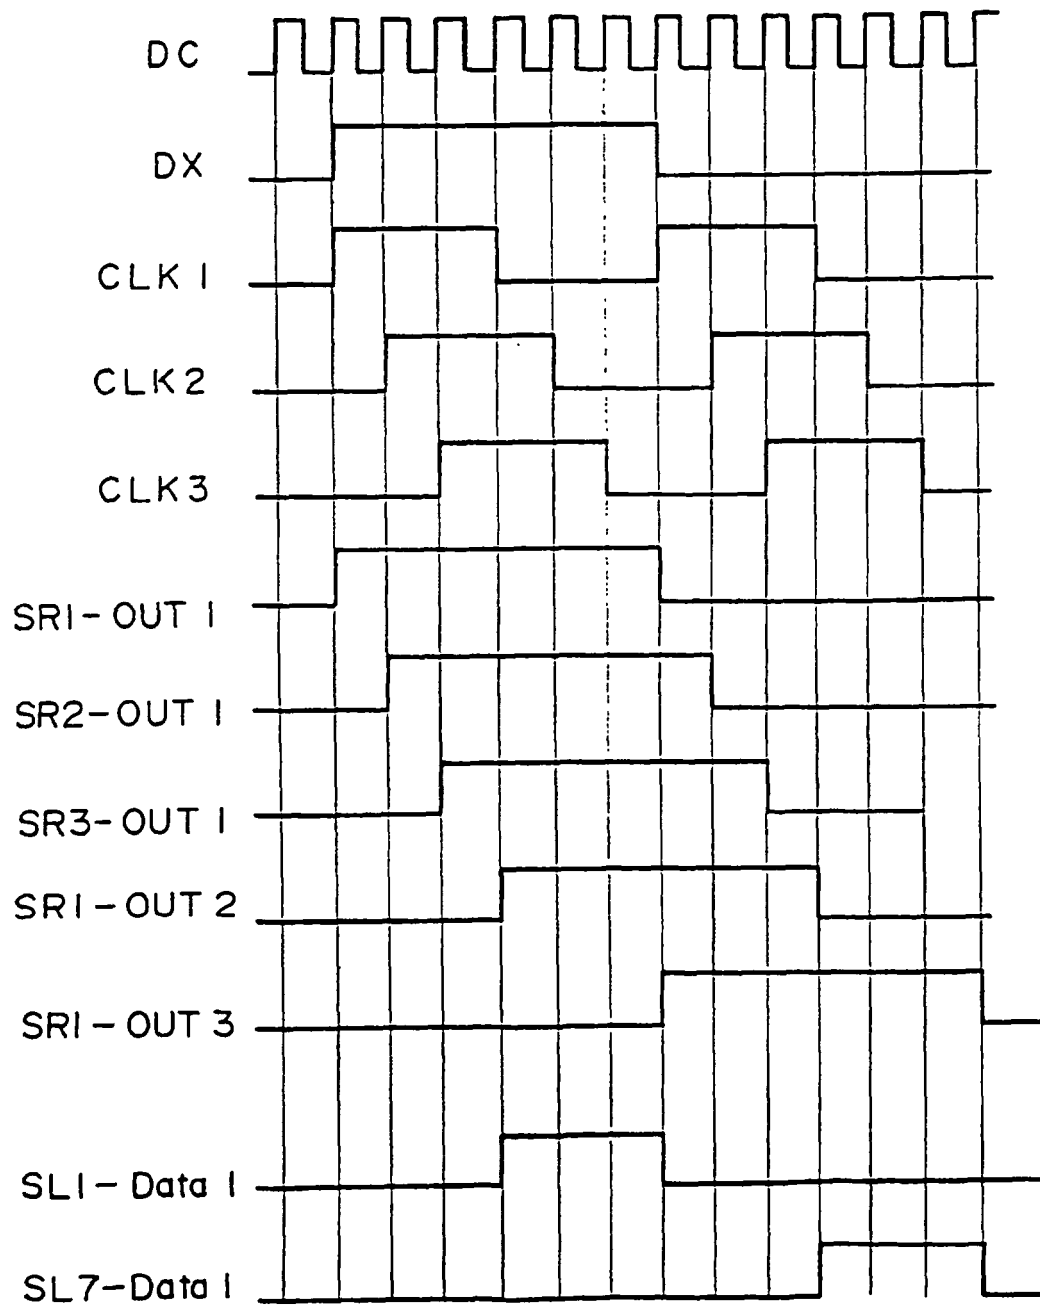 DC
DX
CLK 1
CLK2
CLK3
SR1-OUT 1
SR2-OUT 1
SR3-OUT 1
SR1-OUT 2
SR1-OUT 3
SL1-Data 1
SL7-Data 1